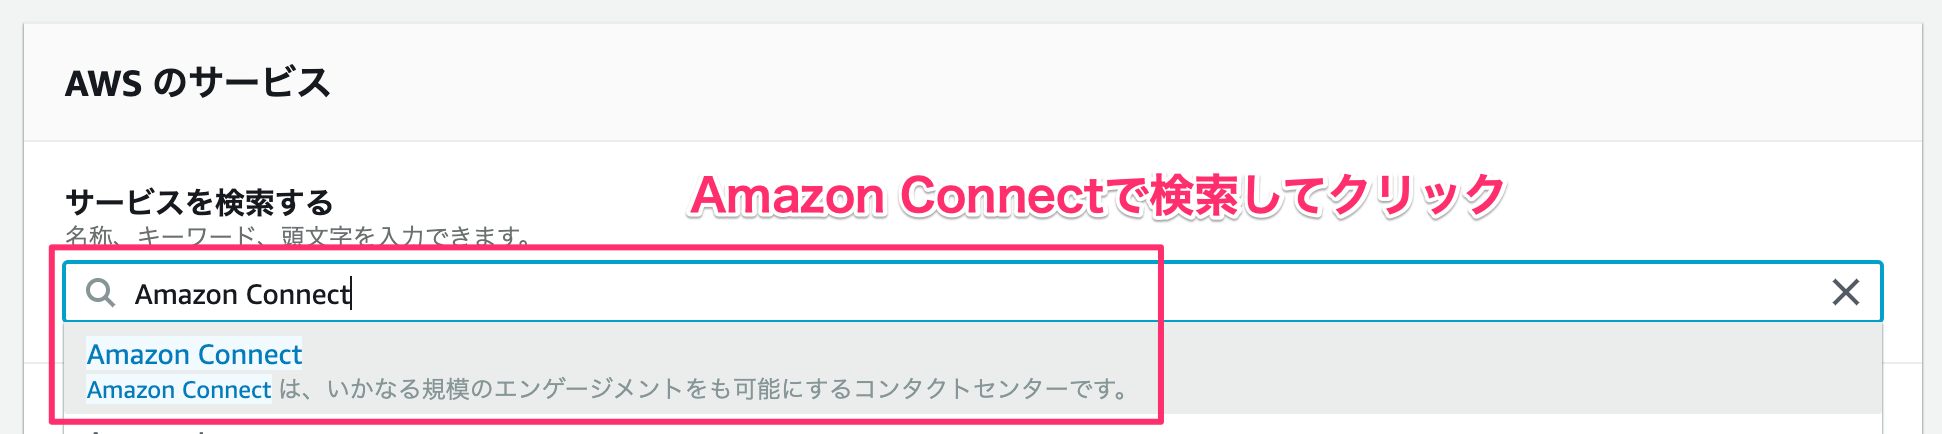 AWS のサービス
サービスを検索する
Amazon Connectで検索してクリック
名称、キーワード、頭文字を入力できます。
Amazon Connect
Amazon Connect
Amazon Connect は、いかなる規模のエンゲージメントをも可能にするコンタクトセンターです。